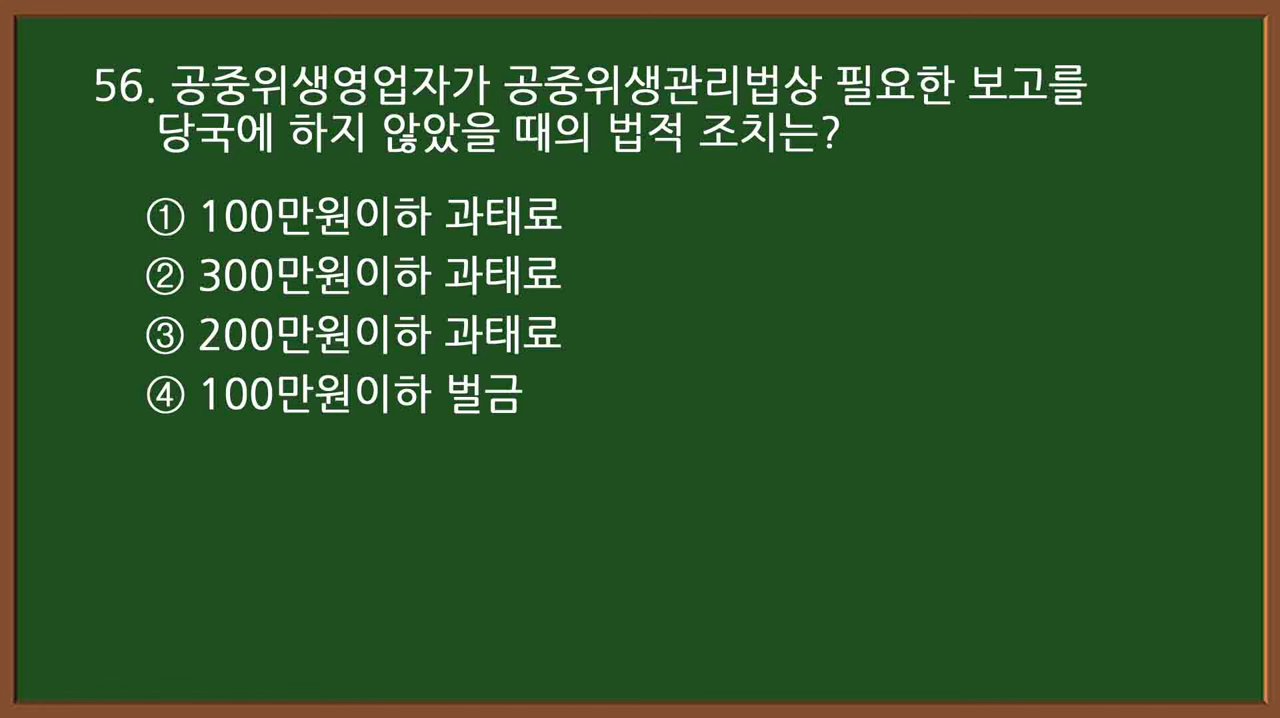 56. 공중위생영업자가 공중위생관리법상 필요한 보고를
당국에 하지 않았을 때의 법적 조치는?
① 100만원이하 과태료
② 300만원이하 과태료
③ 200만원이하 과태료
④ 100만원이하 벌금